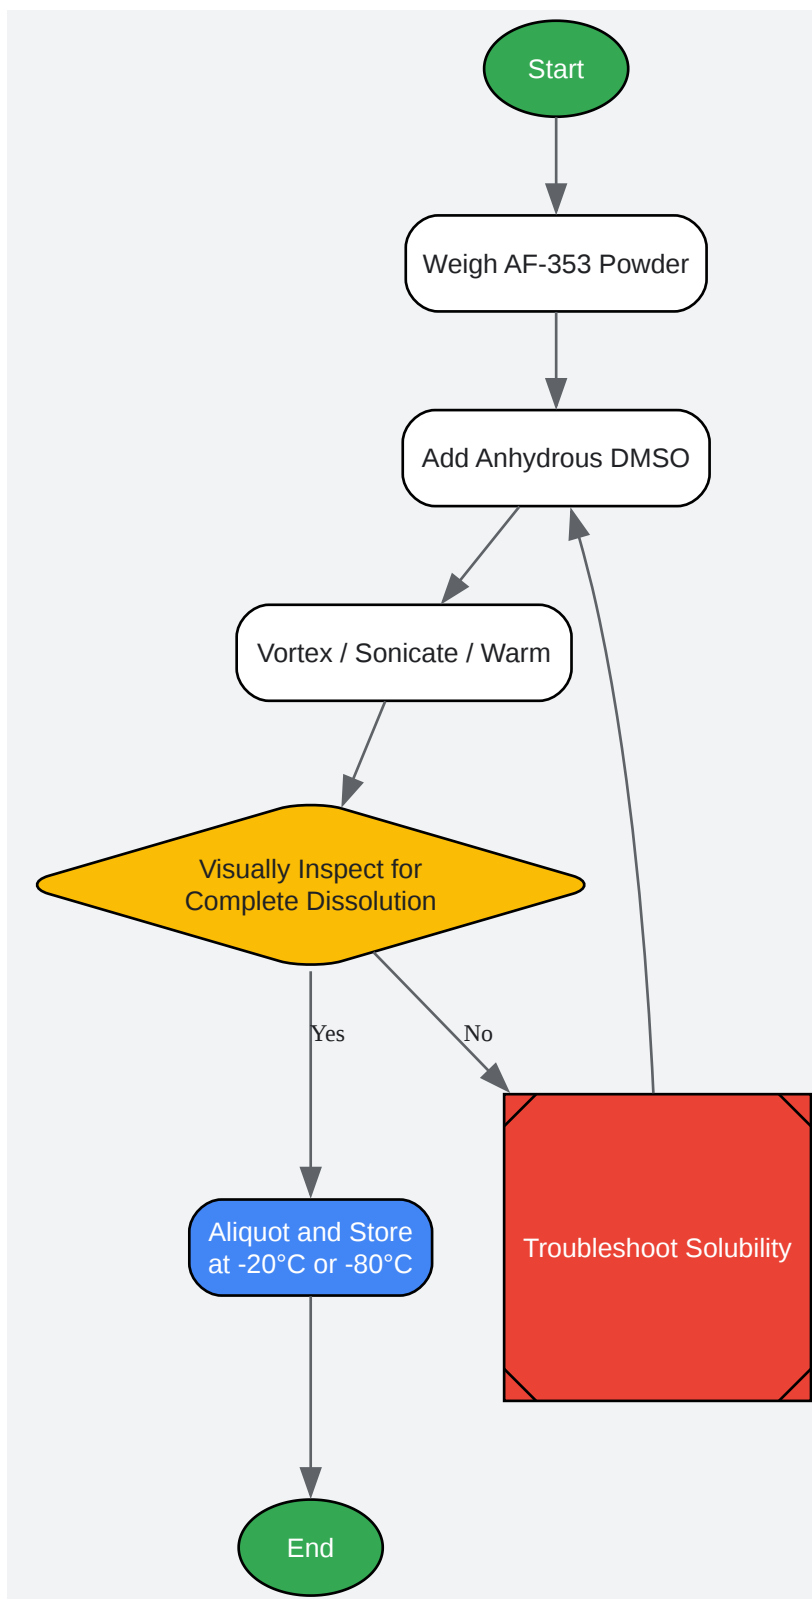 Start
Weigh AF-353 Powder
Add Anhydrous DMSO
Vortex / Sonicate / Warm
Visually Inspect for
Complete Dissolution
Yes
No
Aliquot and Store
at -20°C or -80°C
Troubleshoot Solubility
End